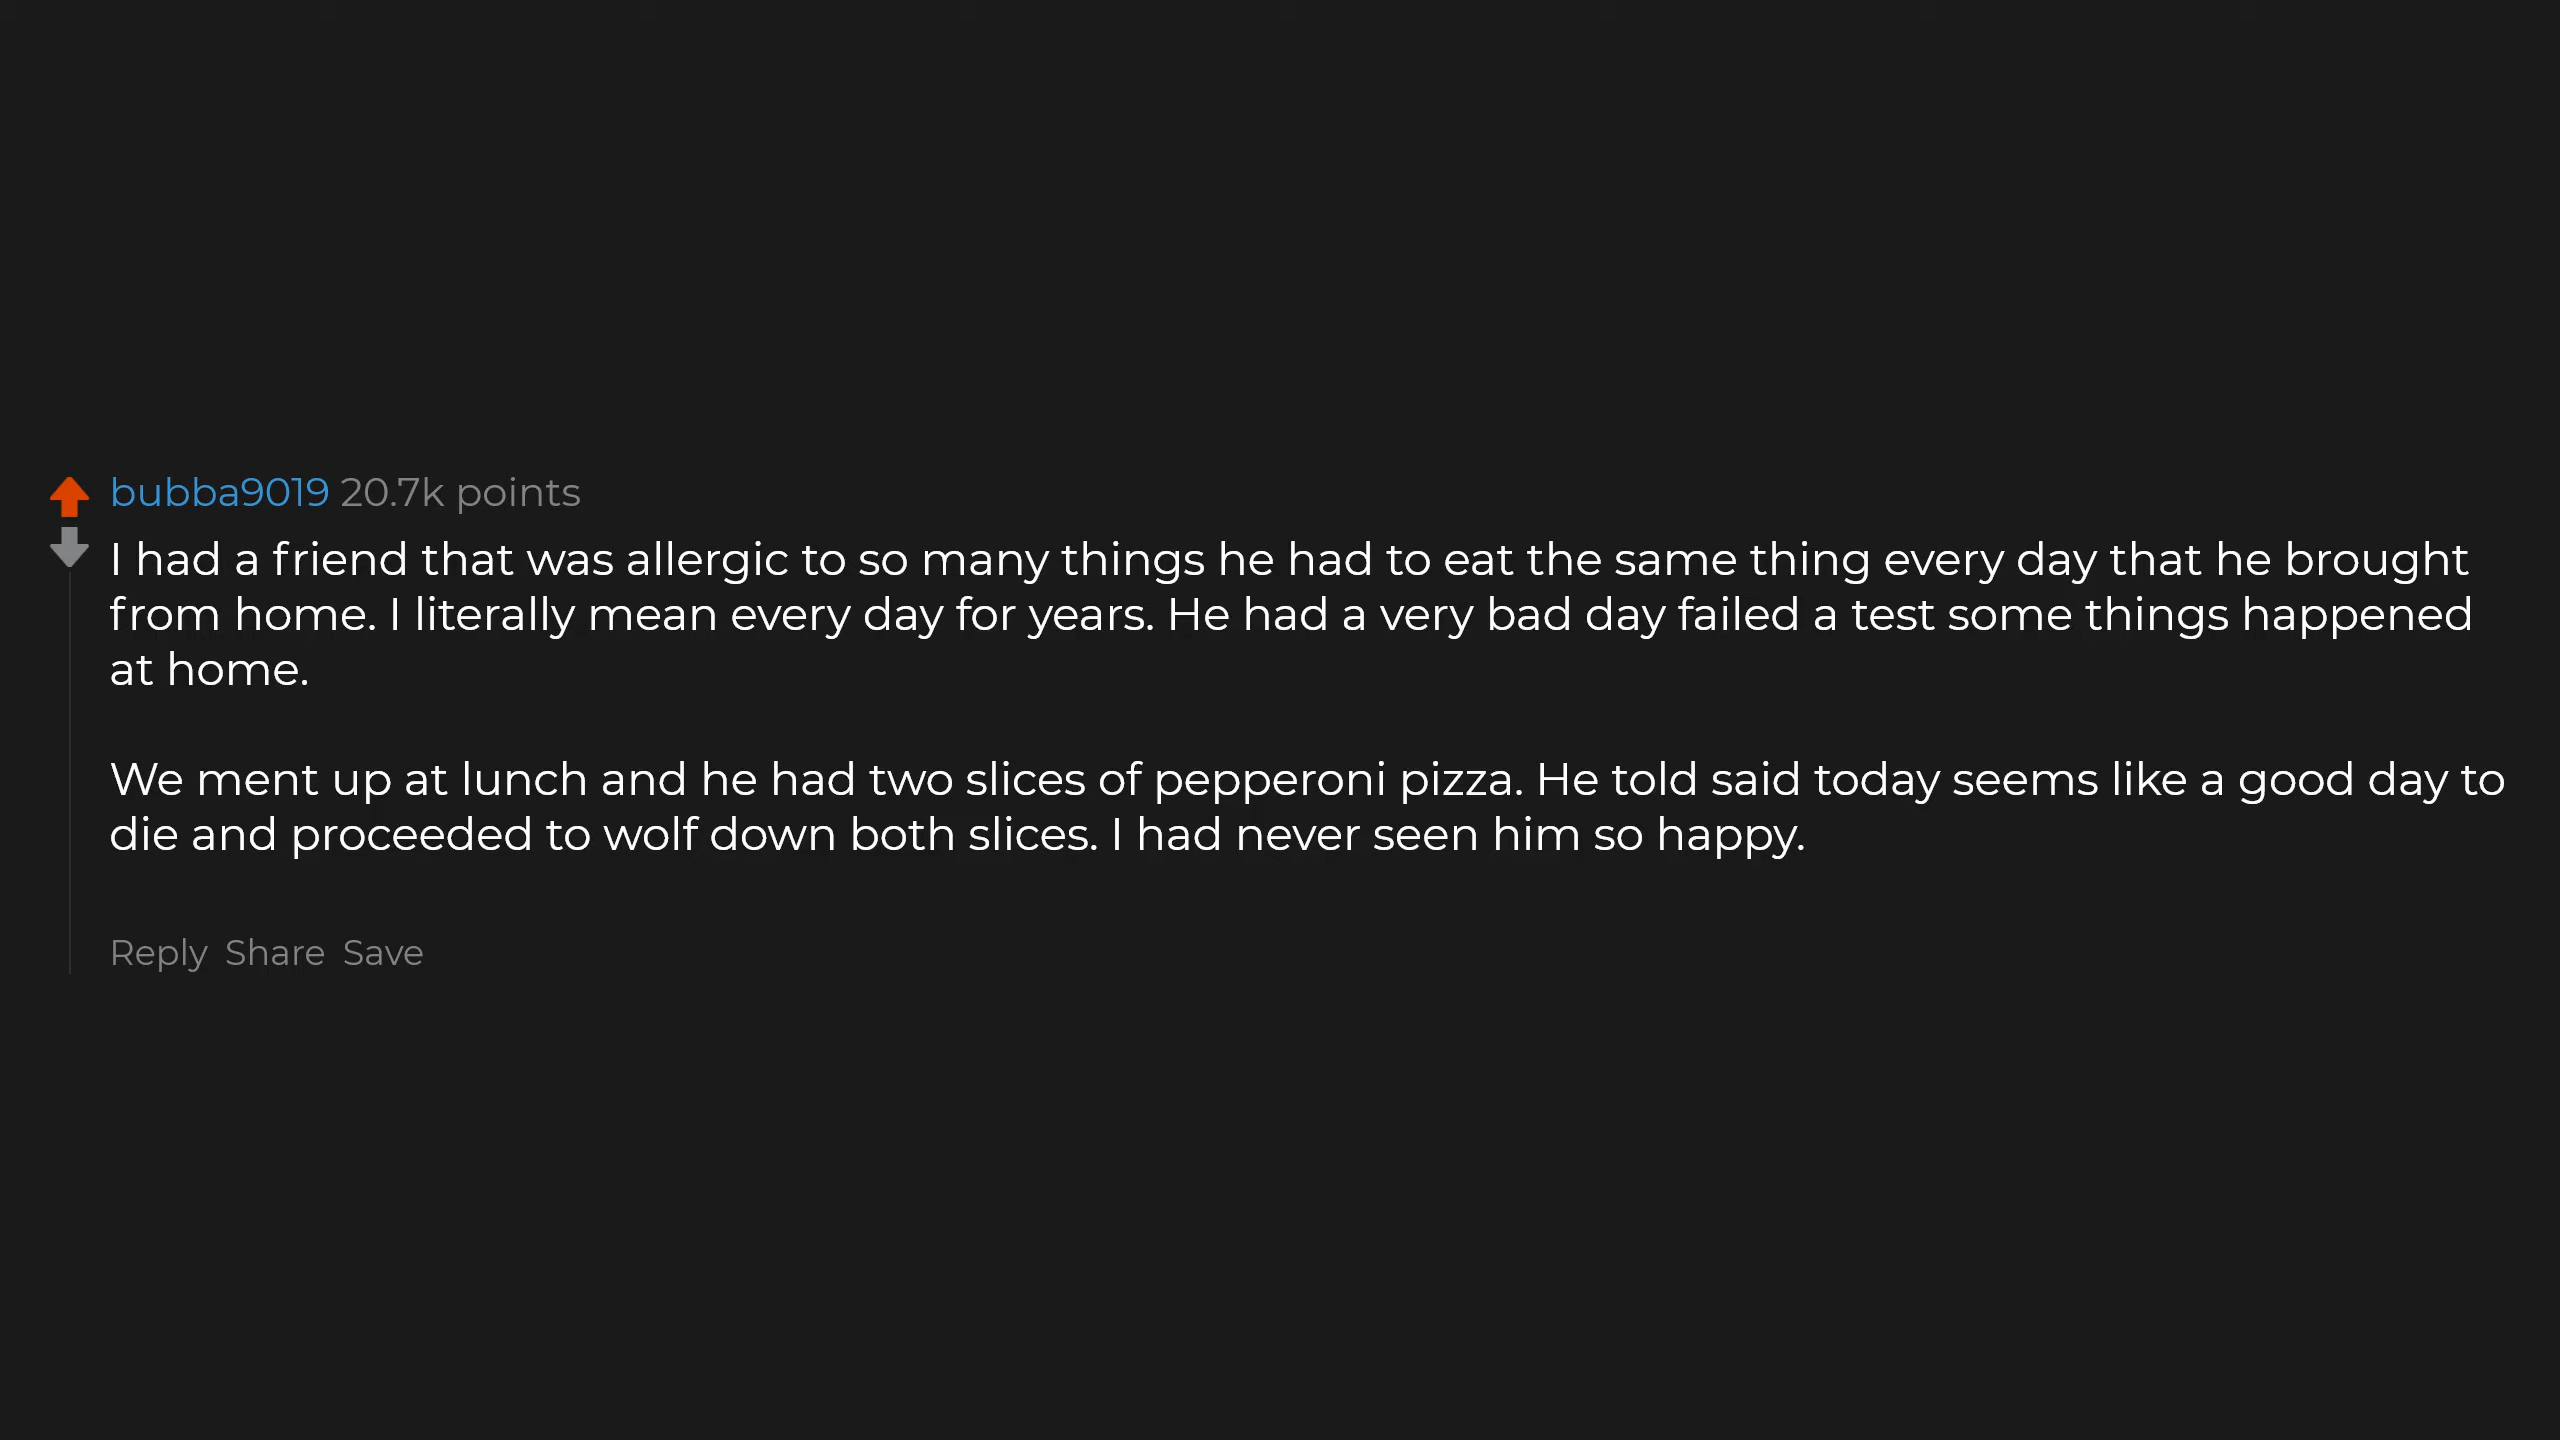 bubba9019 20.7k points
I had a friend that was allergic to so many things he had to eat the same thing every day that he brought
from home. I literally mean every day for years. He had a very bad day failed a test some things happened
at home.
We ment up at lunch and he had two slices of pepperoni pizza. He told said today seems like a good day to
die and proceeded to wolf down both slices. I had never seen him so happy.
Reply Share Save